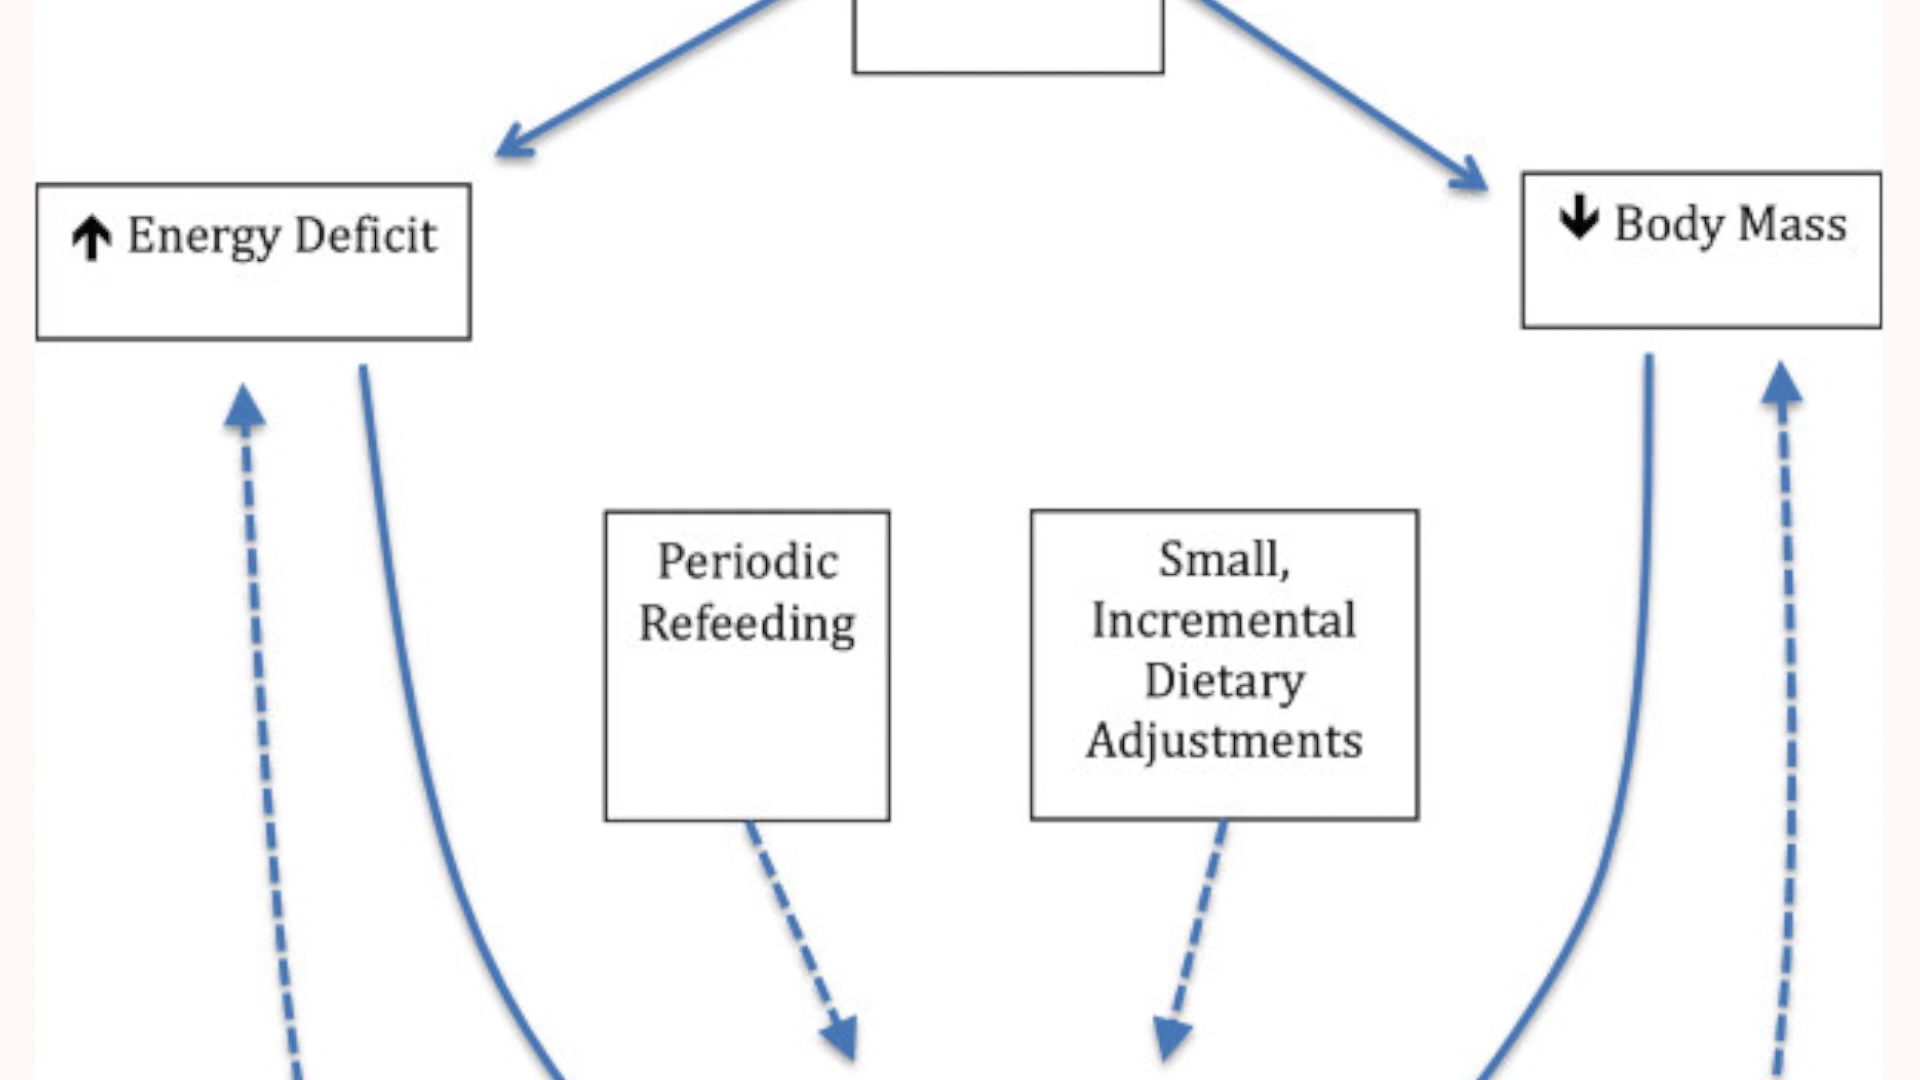 ↑ Energy Deficit
↓ Body Mass
Periodic
Refeeding
Small,
Incremental
Dietary
Adjustments